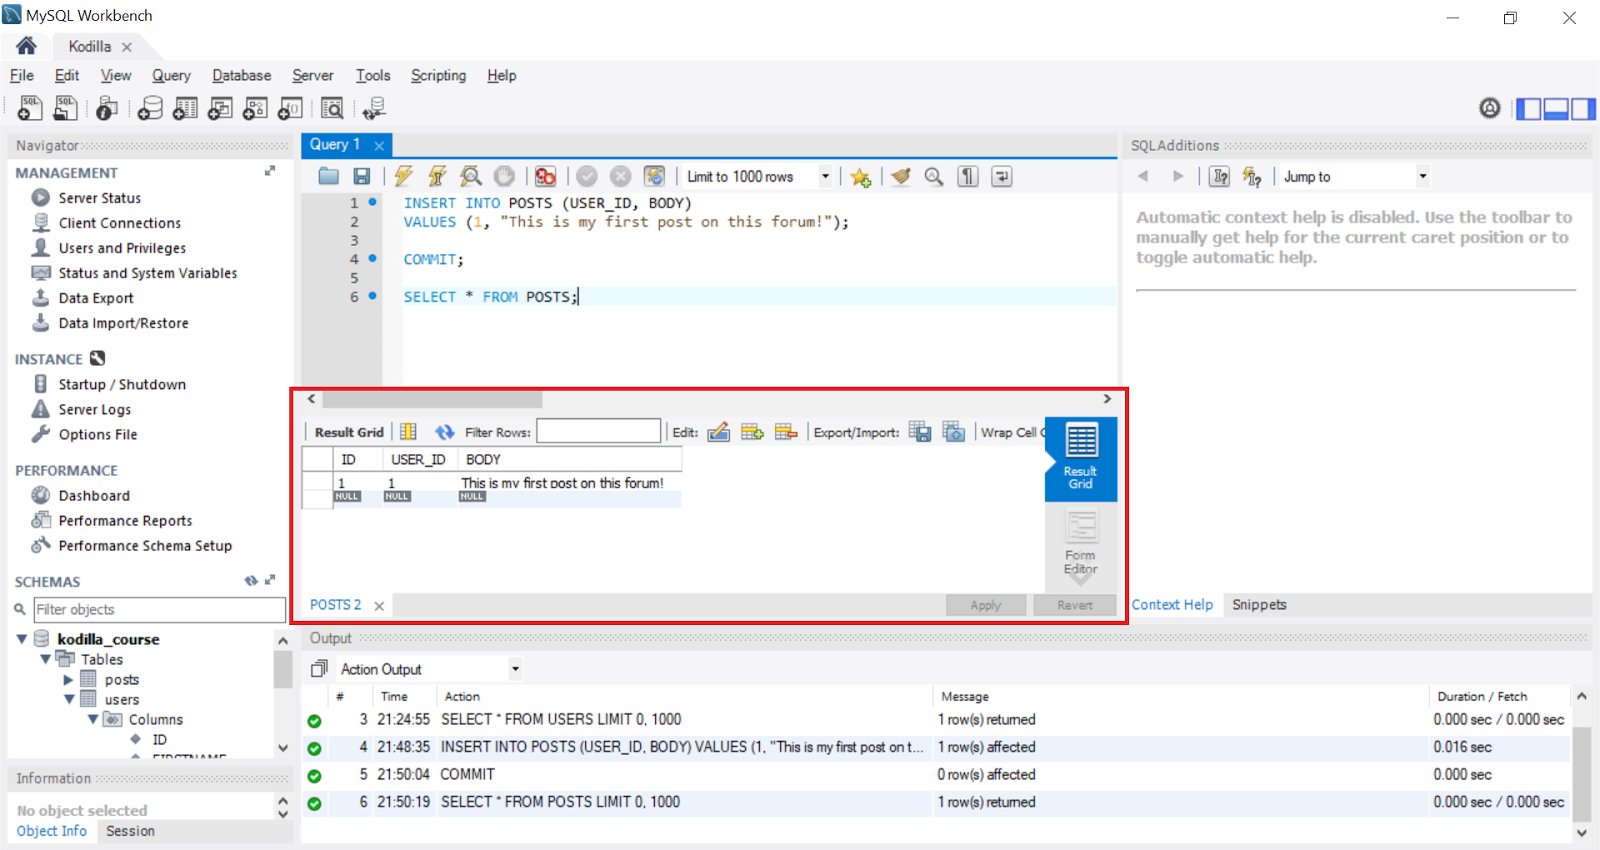 MySQL Workbench
Kodilla
File Edit View Query Database Server Tools Scripting Help
Navigator
MANAGEMENT
Server Status
Client Connections
Users and Privileges
Status and System Variables
Data Export
Data Import/Restore
INSTANCE
Startup / Shutdown
Server Logs
Options File
PERFORMANCE
Dashboard
Performance Reports
Performance Schema Setup
SCHEMAS
Filter objects
kodilla_course
Tables
posts
users
Columns
ID
FIRSTNAME
Information
No object selected
Object Info Session
Query 1
Limit to 1000 rows
1 INSERT INTO POSTS (USER_ID, BODY)
2 VALUES (1, "This is my first post on this forum!");
3
4 COMMIT;
5
6 SELECT * FROM POSTS;
Result Grid Filter Rows: Edit: Export/Import: Wrap Cell C
ID USER_ID BODY
1 1 This is my first post on this forum!
NULL NULL NULL
Result
Grid
Form
Editor
POSTS 2 Apply Revert
SQLAdditions
Jump to
Automatic context help is disabled. Use the toolbar to
manually get help for the current caret position or to
toggle automatic help.
Context Help Snippets
Output
Action Output
# Time Action Message Duration / Fetch
3 21:24:55 SELECT * FROM USERS LIMIT 0, 1000 1 row(s) returned 0.000 sec / 0.000 sec
4 21:48:35 INSERT INTO POSTS (USER_ID, BODY) VALUES (1, "This is my first post on t... 1 row(s) affected 0.016 sec
5 21:50:04 COMMIT 0 row(s) affected 0.000 sec
6 21:50:19 SELECT * FROM POSTS LIMIT 0, 1000 1 row(s) returned 0.000 sec / 0.000 sec